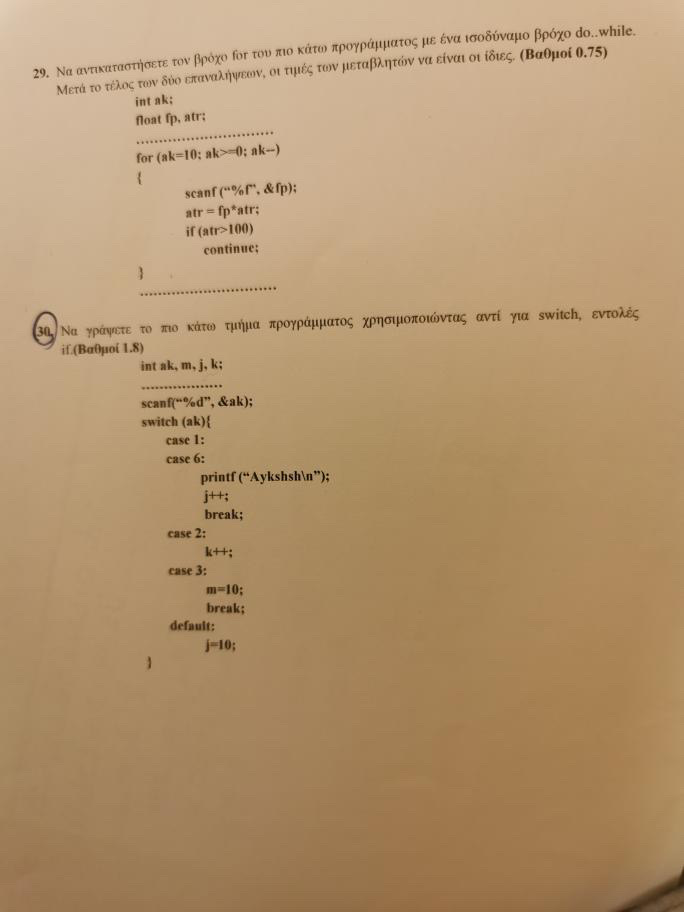 29. Να αντικαταστήσετε τον βρόχο for του πιο κάτω προγράμματος με ένα ισοδύναμο βρόχο do..while.
Μετά το τέλος των δύο επαναλήψεων, οι τιμές των μεταβλητών να είναι οι ίδιες. (Βαθμοί 0.75)
int ak;
float fp, atr;
..............................
for (ak=10; ak>=0; ak--)
{
scanf (“%f”, &fp);
atr = fp*atr;
if (atr>100)
continue;
}
..............................
30. Να γράψετε το πιο κάτω τμήμα προγράμματος χρησιμοποιώντας αντί για switch, εντολές
if.(Βαθμοί 1.8)
int ak, m, j, k;
..................
scanf(“%d”, &ak);
switch (ak){
case 1:
case 6:
printf (“Aykshsh\n”);
j++;
break;
case 2:
k++;
case 3:
m=10;
break;
default:
j=10;
}